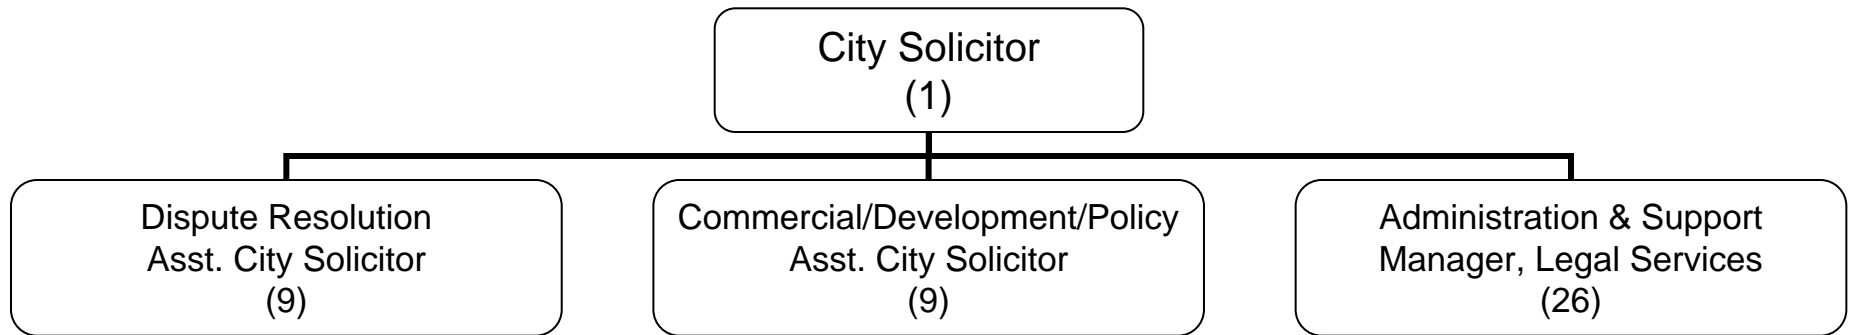 City Solicitor
(1)
Dispute Resolution
Asst. City Solicitor
(9)
Commercial/Development/Policy
Asst. City Solicitor
(9)
Administration & Support
Manager, Legal Services
(26)